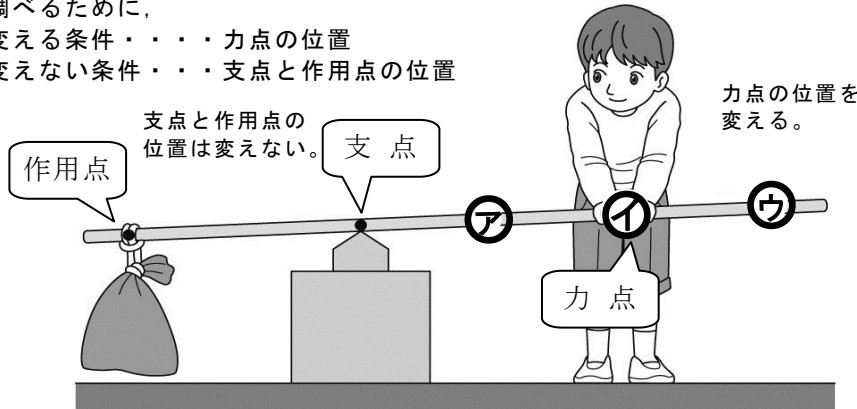 調べるために,
変える条件・・・・力点の位置
変えない条件・・・支点と作用点の位置
支点と作用点の
位置は変えない。
力点の位置を
変える。
作用点
支 点
ア
イ
ウ
力 点